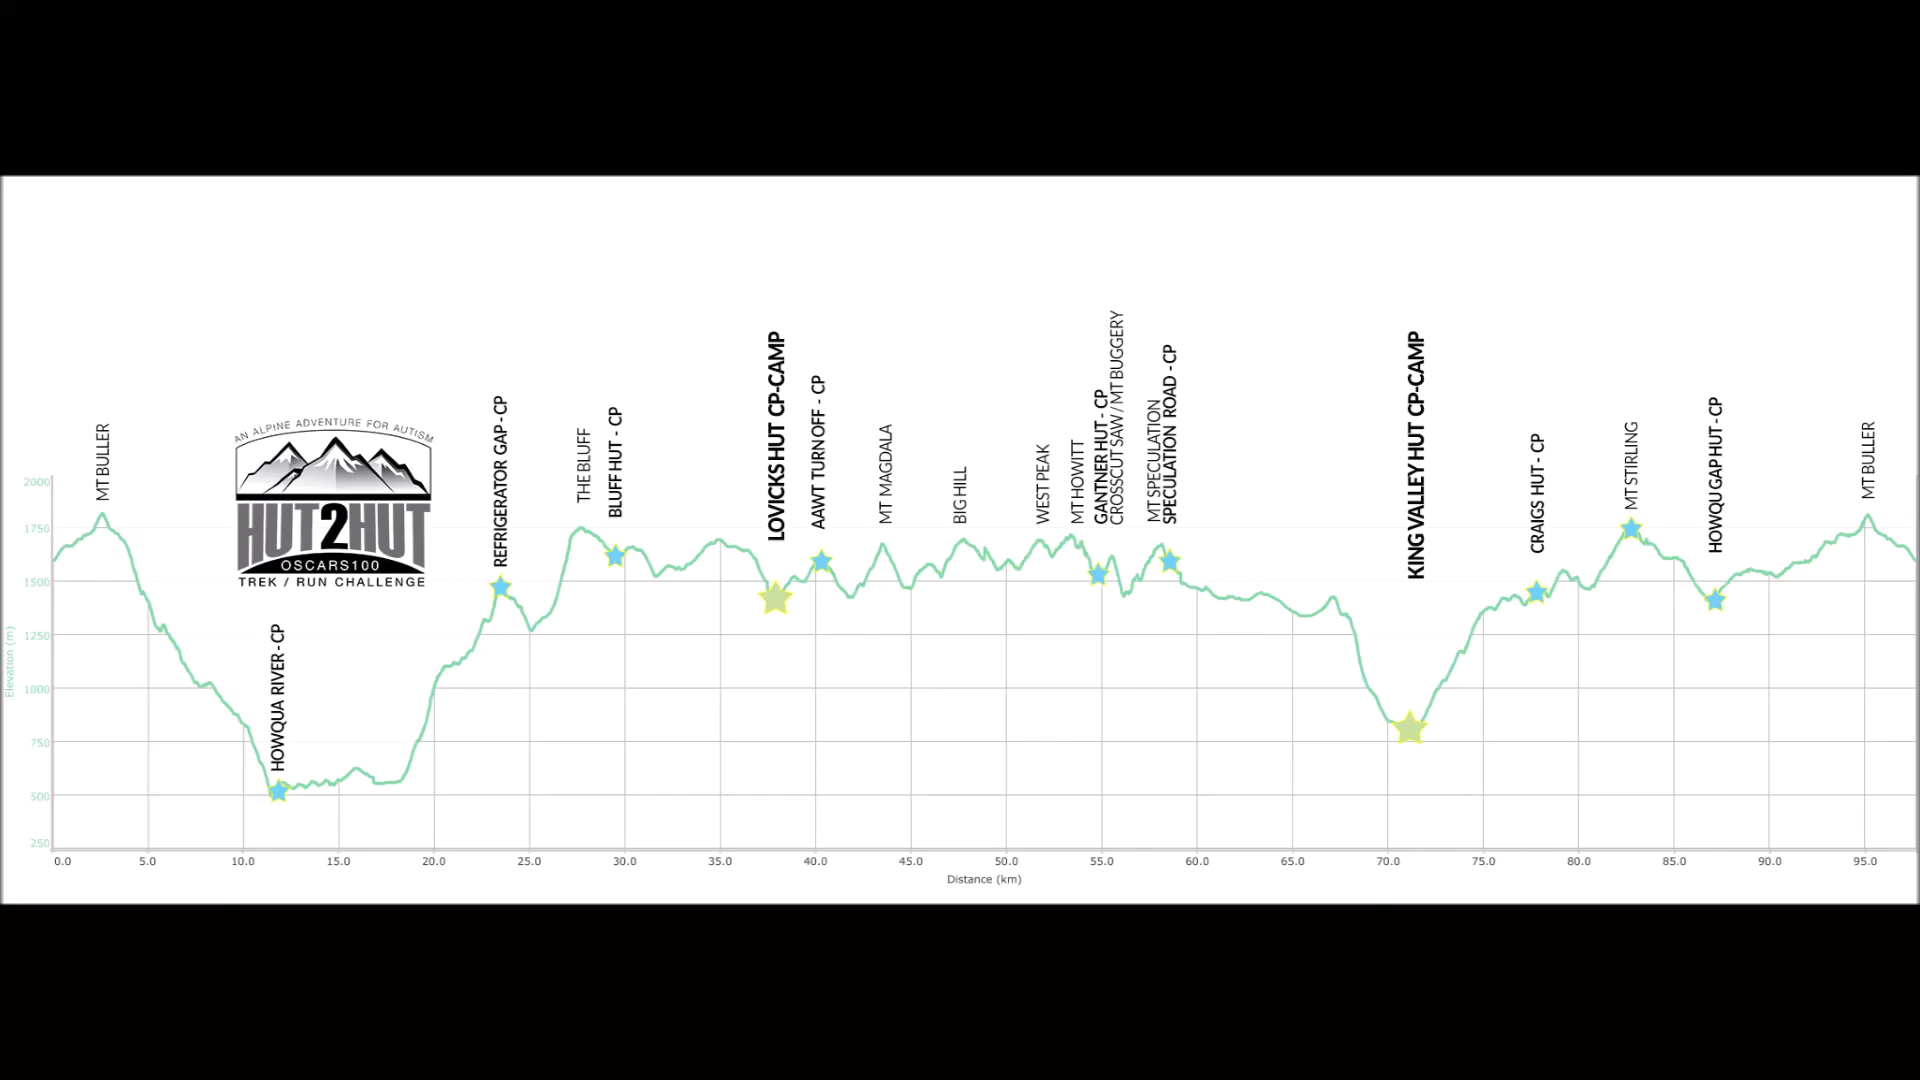 MT BUTLER
AN ALPINE ADVENTURE FOR AUTISM
HUT2HUT
OSCARS100
TREK / RUN CHALLENGE
HOWQUA RIVER - CP
REFRIGERATOR GAP - CP
THE BLUFF
BLUFF HUT - CP
LOVICKS HUT CP-CAMP
AAWT TURN OFF - CP
MT MAGDALA
BIG HILL
WEST PEAK
MT HOWITT
GANTNER HUT - CP
CROSSCUT SAW / MT BUGGERY
MT SPECULATION
SPECULATION ROAD - CP
KING VALLEY HUT CP-CAMP
CRAIGS HUT - CP
MT STIRLING
HOWQU GAP HUT - CP
MT BULLER
Elevation (m)
2000
1750
1500
1250
1000
750
500
250
0.0 5.0 10.0 15.0 20.0 25.0 30.0 35.0 40.0 45.0 50.0 55.0 60.0 65.0 70.0 75.0 80.0 85.0 90.0 95.0
Distance (km)